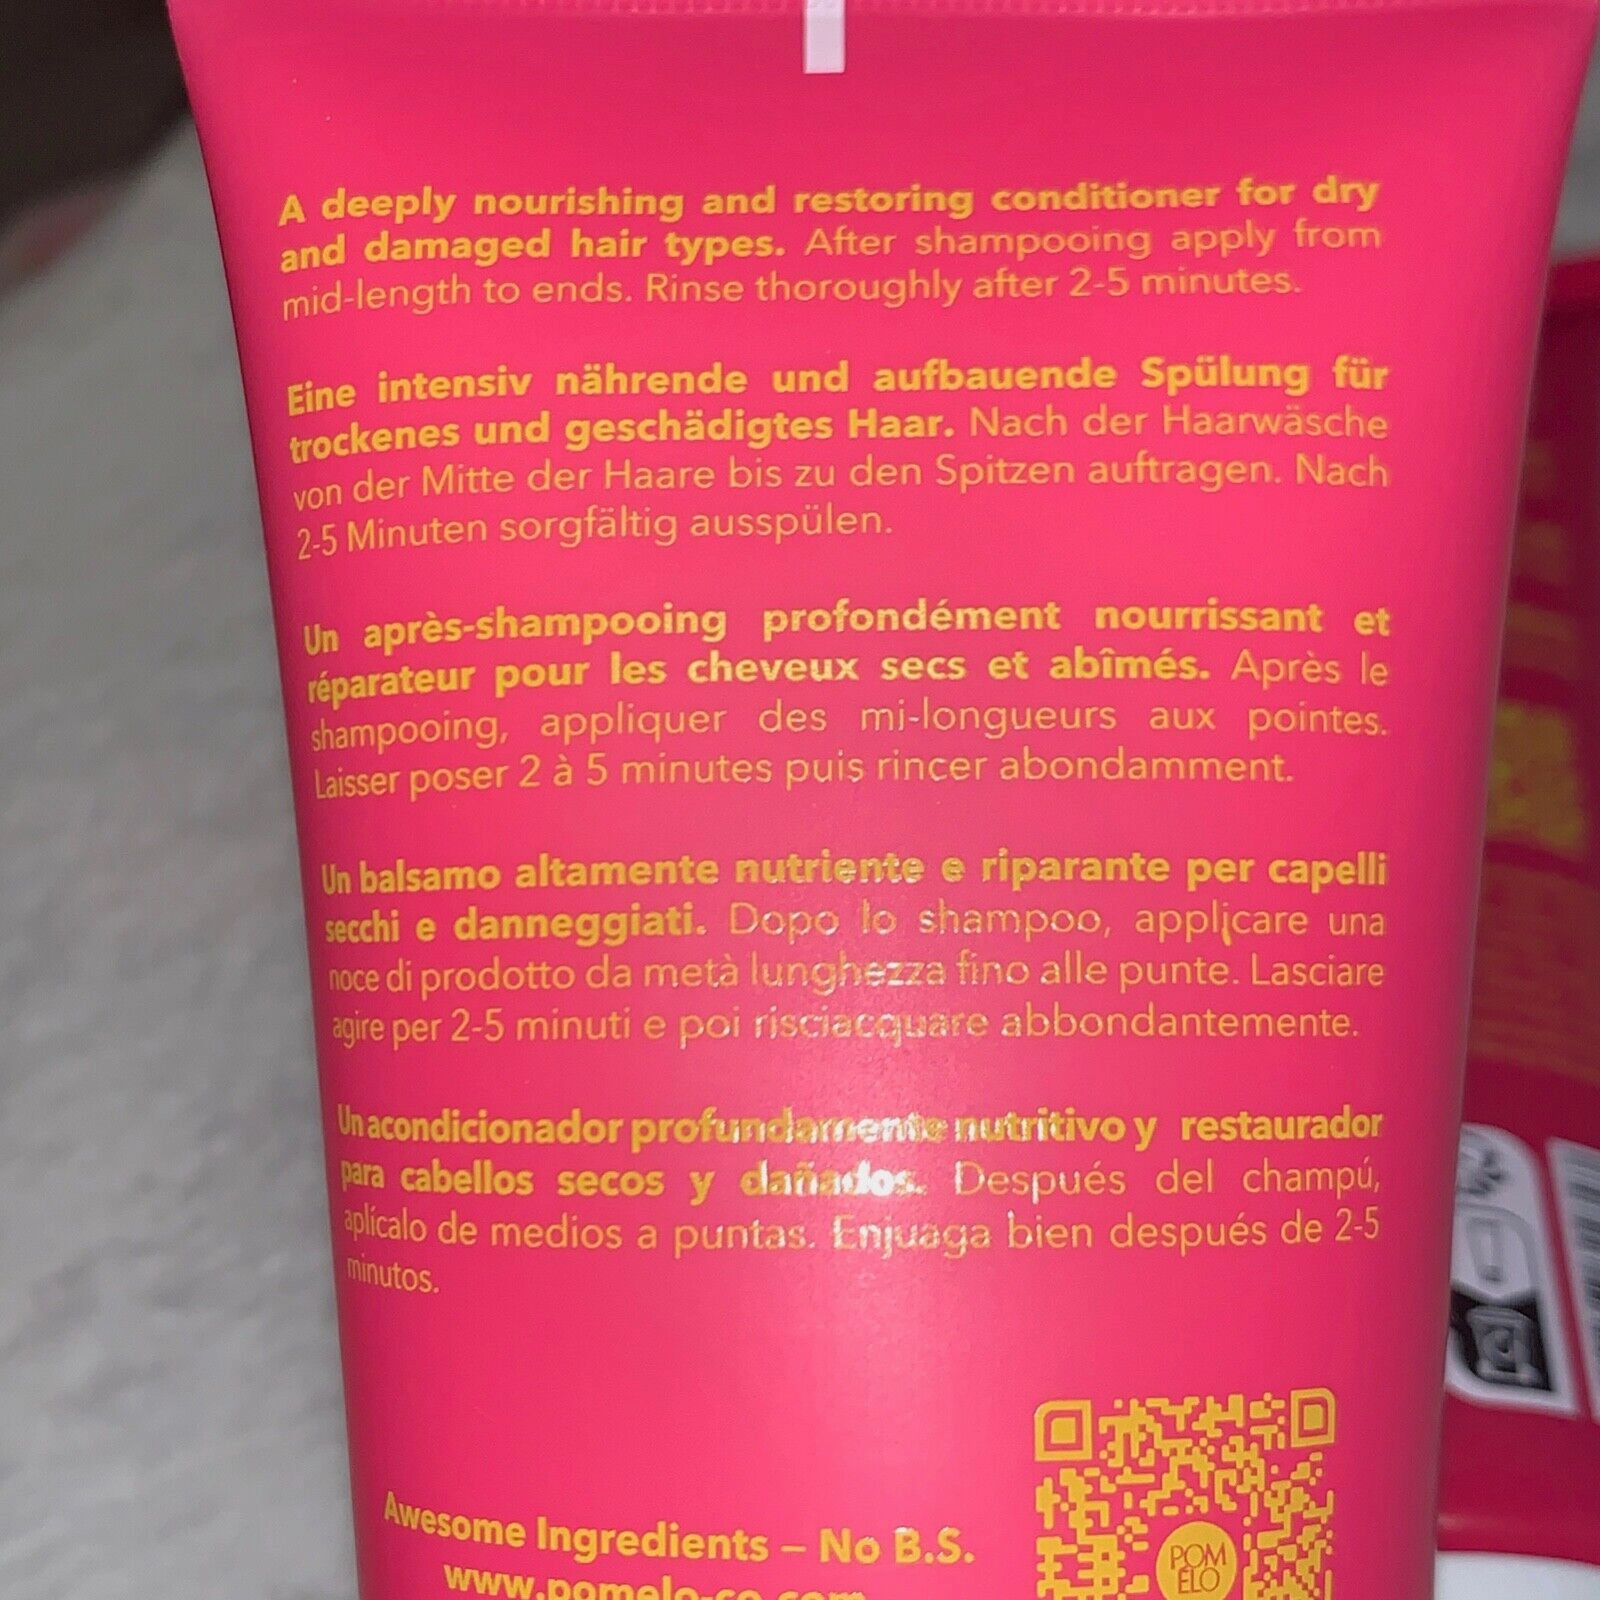 A deeply nourishing and restoring conditioner for dry
and damaged hair types. After shampooing apply from
mid-length to ends. Rinse thoroughly after 2-5 minutes.
Eine intensiv nährende und aufbauende Spülung für
trockenes und geschädigtes Haar. Nach der Haarwäsche
von der Mitte der Haare bis zu den Spitzen auftragen. Nach
2-5 Minuten sorgfältig ausspülen.
Un après-shampooing profondément nourrissant et
réparateur pour les cheveux secs et abîmés. Après le
shampooing, appliquer des mi-longueurs aux pointes.
Laisser poser 2 à 5 minutes puis rincer abondamment.
Un balsamo altamente nutriente e riparante per capelli
secchi e danneggiati. Dopo lo shampoo, applicare una
noce di prodotto da metà lunghezza fino alle punte. Lasciare
agire per 2-5 minuti e poi risciacquare abbondantemente.
Un acondicionador profundamente nutritivo y restaurador
para cabellos secos y dañados. Después del champú,
aplícalo de medios a puntas. Enjuaga bien después de 2-5
minutos.
Awesome Ingredients – No B.S.
www.pomelo-co.com
POM
ELO